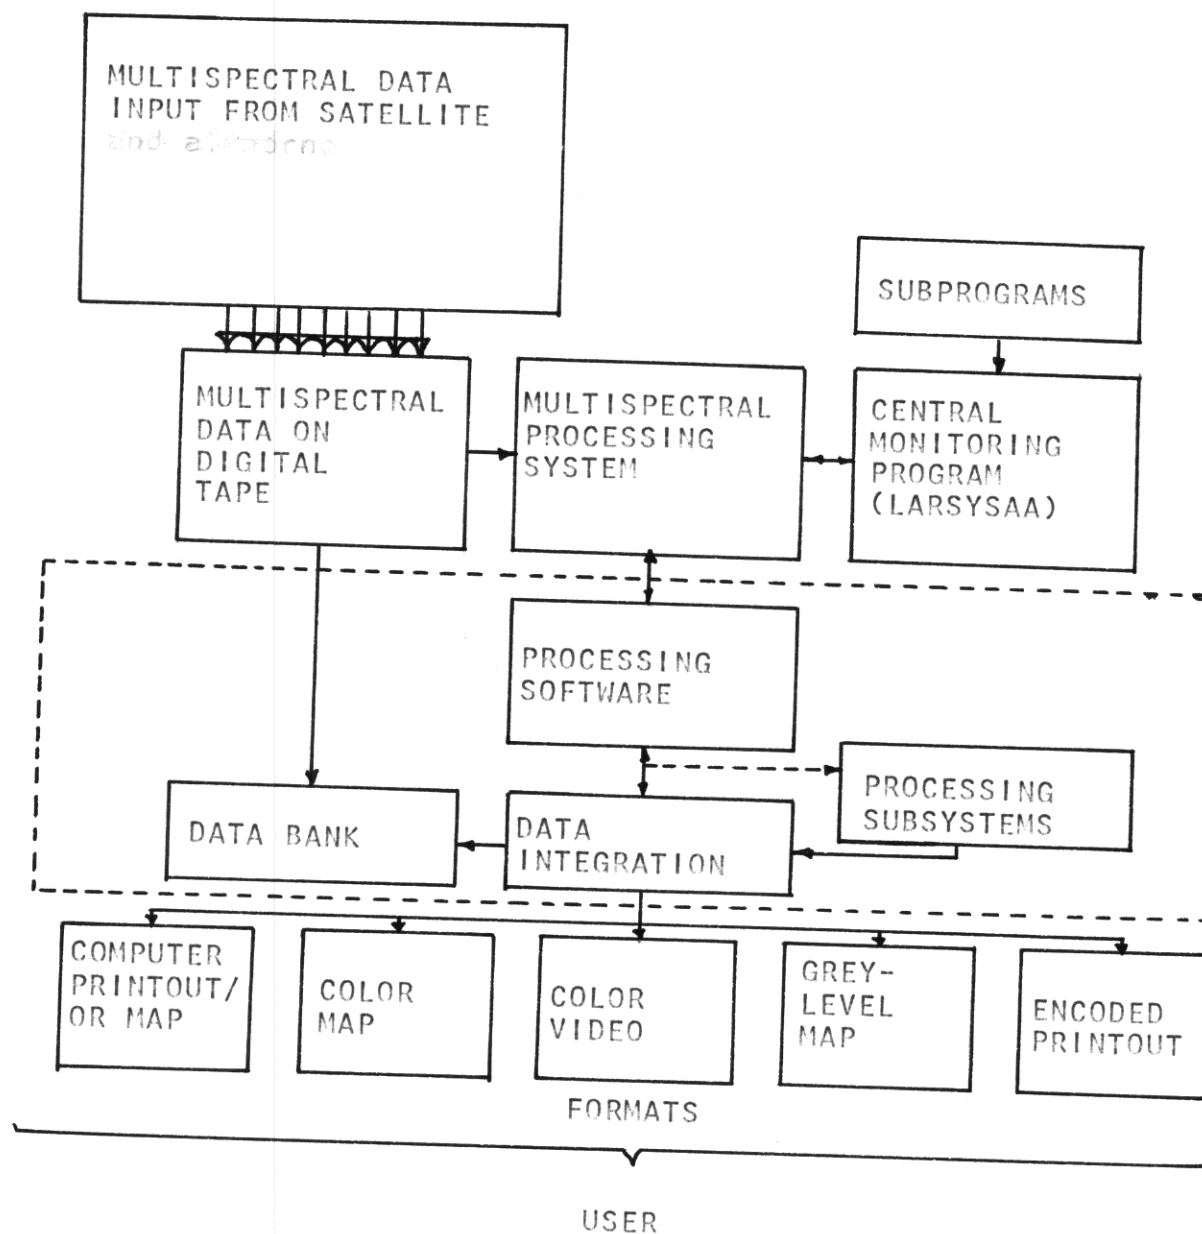 MULTISPECTRAL DATA
INPUT FROM SATELLITE
and
SUBPROGRAMS
MULTISPECTRAL
DATA ON
DIGITAL
TAPE
MULTISPECTRAL
PROCESSING
SYSTEM
CENTRAL
MONITORING
PROGRAM
(LARSYSAA)
PROCESSING
SOFTWARE
PROCESSING
SUBSYSTEMS
DATA BANK
DATA
INTEGRATION
COMPUTER
PRINTOUT/
OR MAP
COLOR
MAP
COLOR
VIDEO
GREY-
LEVEL
MAP
ENCODED
PRINTOUT
FORMATS
USER